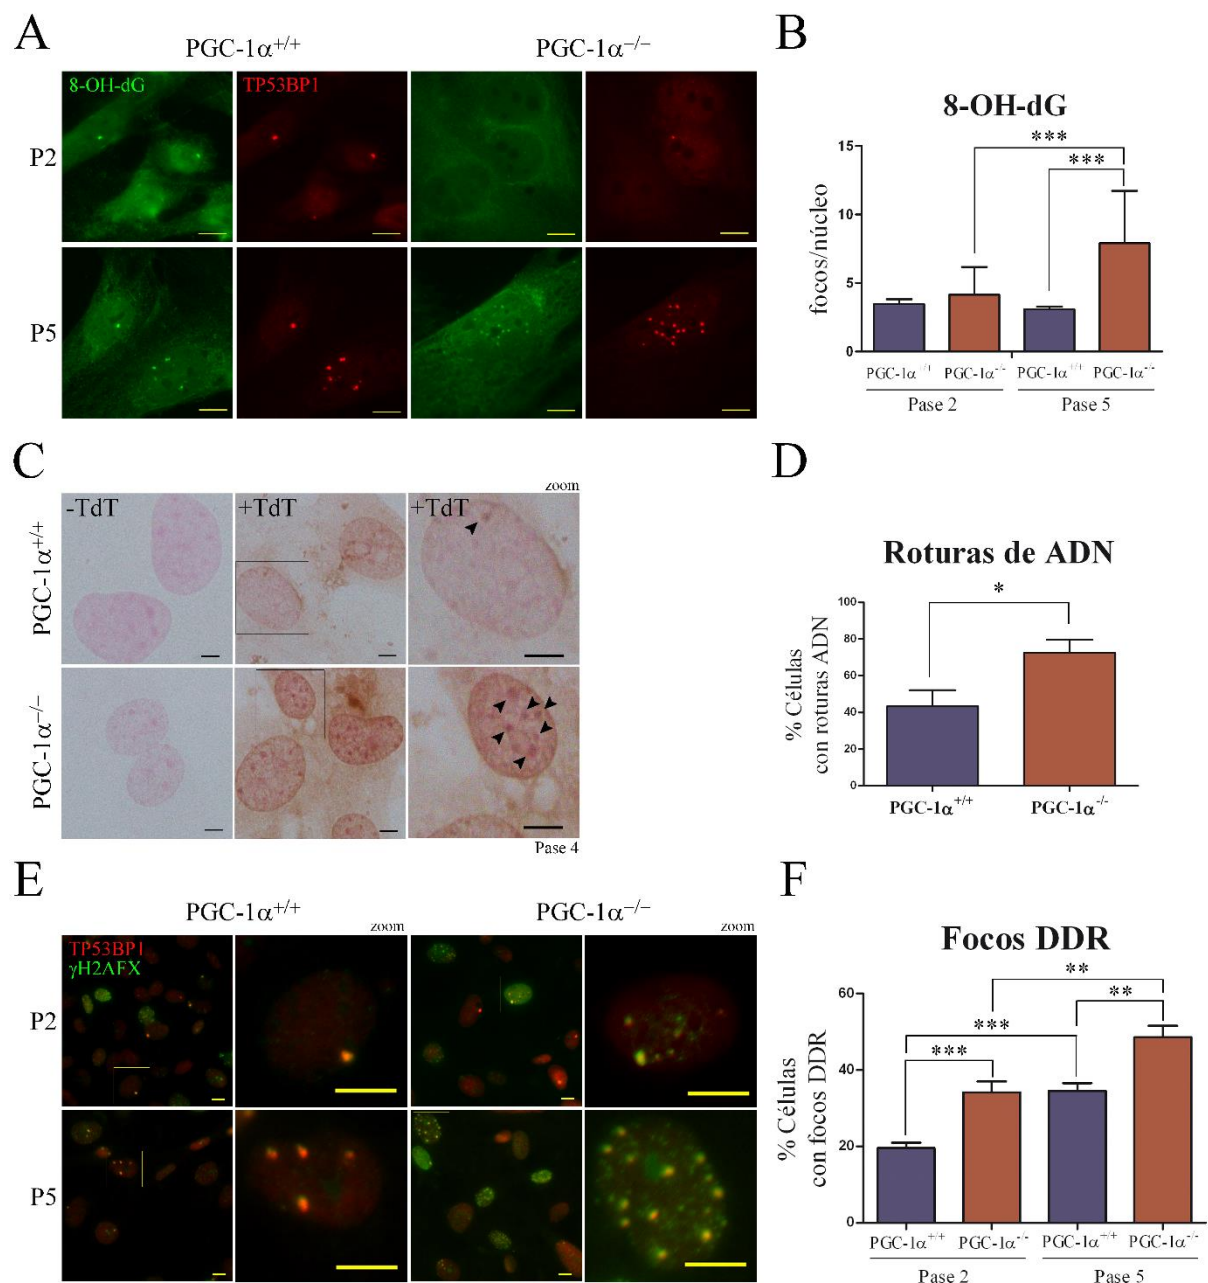 A
PGC-1α+/+
PGC-1α−/−
8-OH-dG
TP53BP1
P2
P5
B
8-OH-dG
***
***
15
10
5
0
focos/núcleo
PGC-1α+/+
PGC-1α-/-
PGC-1α+/+
PGC-1α-/-
Pase 2
Pase 5
C
zoom
-TdT
+TdT
+TdT
PGC-1α+/+
PGC-1α−/−
Pase 4
D
Roturas de ADN
*
100
80
60
40
20
0
% Células
con roturas ADN
PGC-1α+/+
PGC-1α-/-
E
PGC-1α+/+
zoom
PGC-1α−/−
zoom
TP53BP1
γH2AFX
P2
P5
F
Focos DDR
**
**
***
***
60
40
20
0
% Células
con focos DDR
PGC-1α+/+
PGC-1α-/-
PGC-1α+/+
PGC-1α-/-
Pase 2
Pase 5